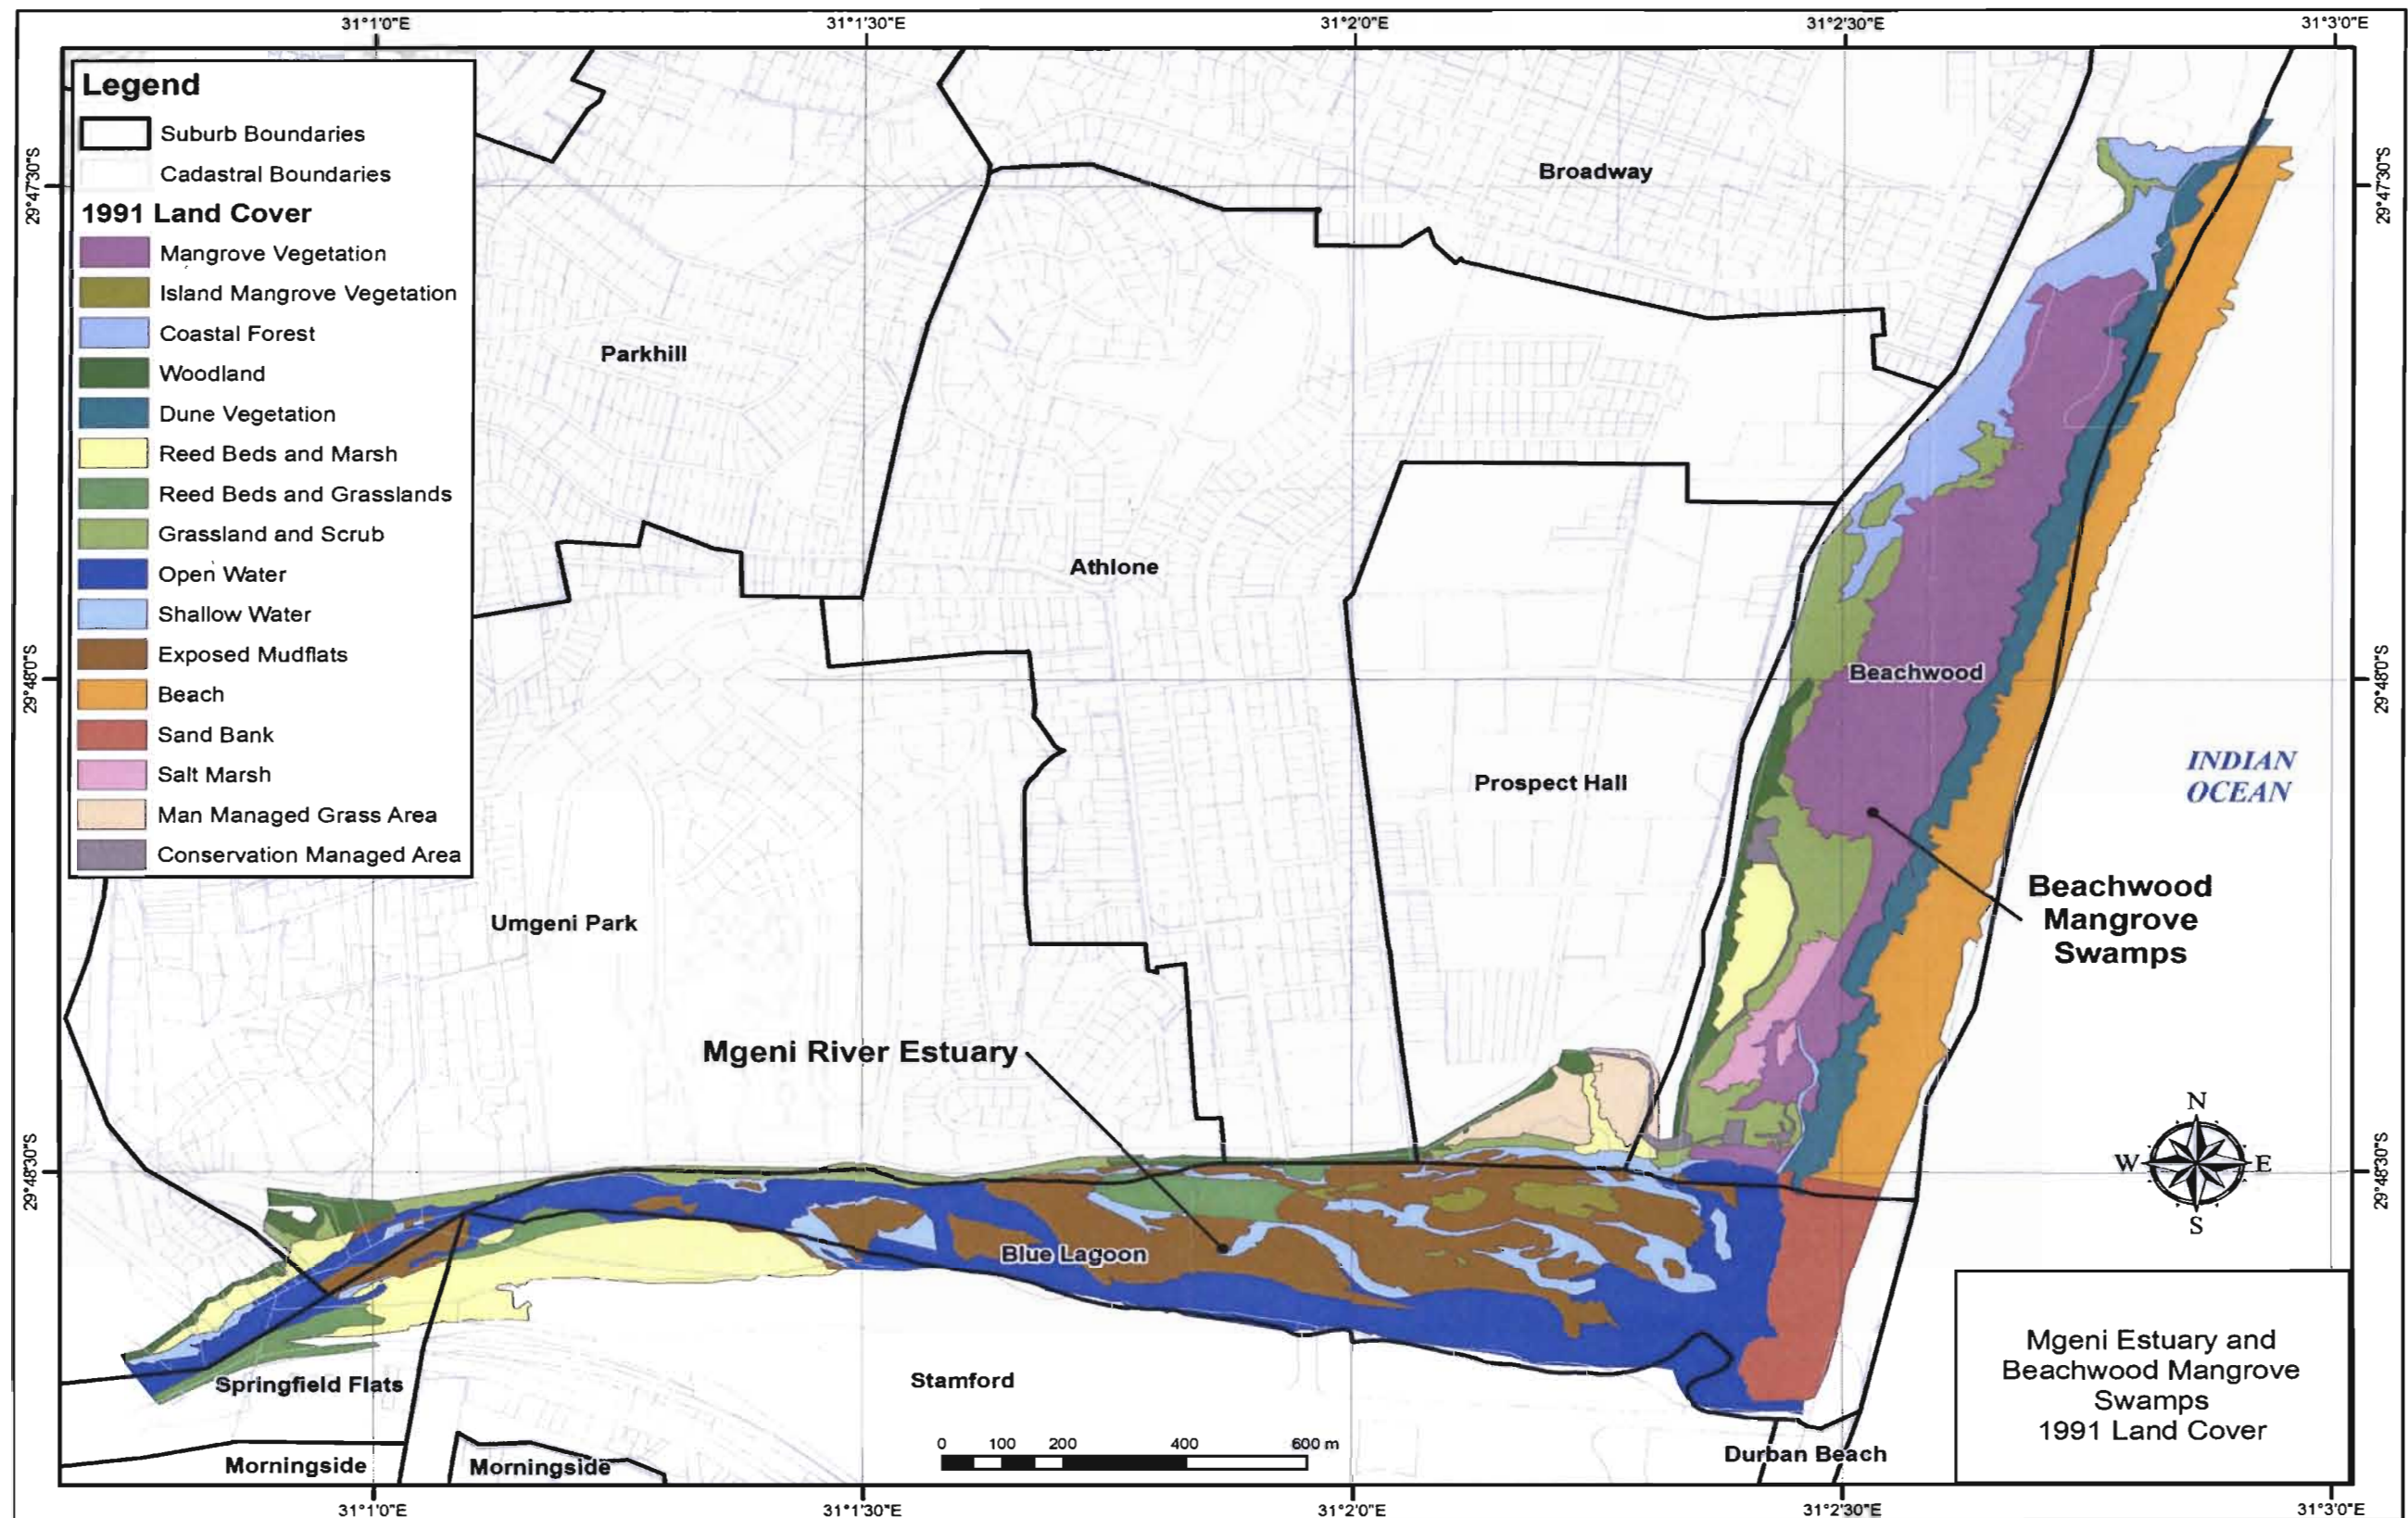 31°1'0"E
31°1'30"E
31°2'0"E
31°2'30"E
31°3'0"E
Legend
Suburb Boundaries
Cadastral Boundaries
1991 Land Cover
Mangrove Vegetation
Island Mangrove Vegetation
Coastal Forest
Woodland
Dune Vegetation
Reed Beds and Marsh
Reed Beds and Grasslands
Grassland and Scrub
Open Water
Shallow Water
Exposed Mudflats
Beach
Sand Bank
Salt Marsh
Man Managed Grass Area
Conservation Managed Area
29°47'30"S
29°47'30"S
Broadway
Parkhill
Athlone
29°48'0"S
Beachwood
29°48'0"S
Prospect Hall
INDIAN
OCEAN
Umgeni Park
Beachwood
Mangrove
Swamps
Mgeni River Estuary
29°48'30"S
29°48'30"S
N
W
E
S
Blue Lagoon
Springfield Flats
Stamford
Mgeni Estuary and
Beachwood Mangrove
Swamps
1991 Land Cover
0 100 200 400 600 m
Morningside
Morningside
Durban Beach
31°1'0"E
31°1'30"E
31°2'0"E
31°2'30"E
31°3'0"E